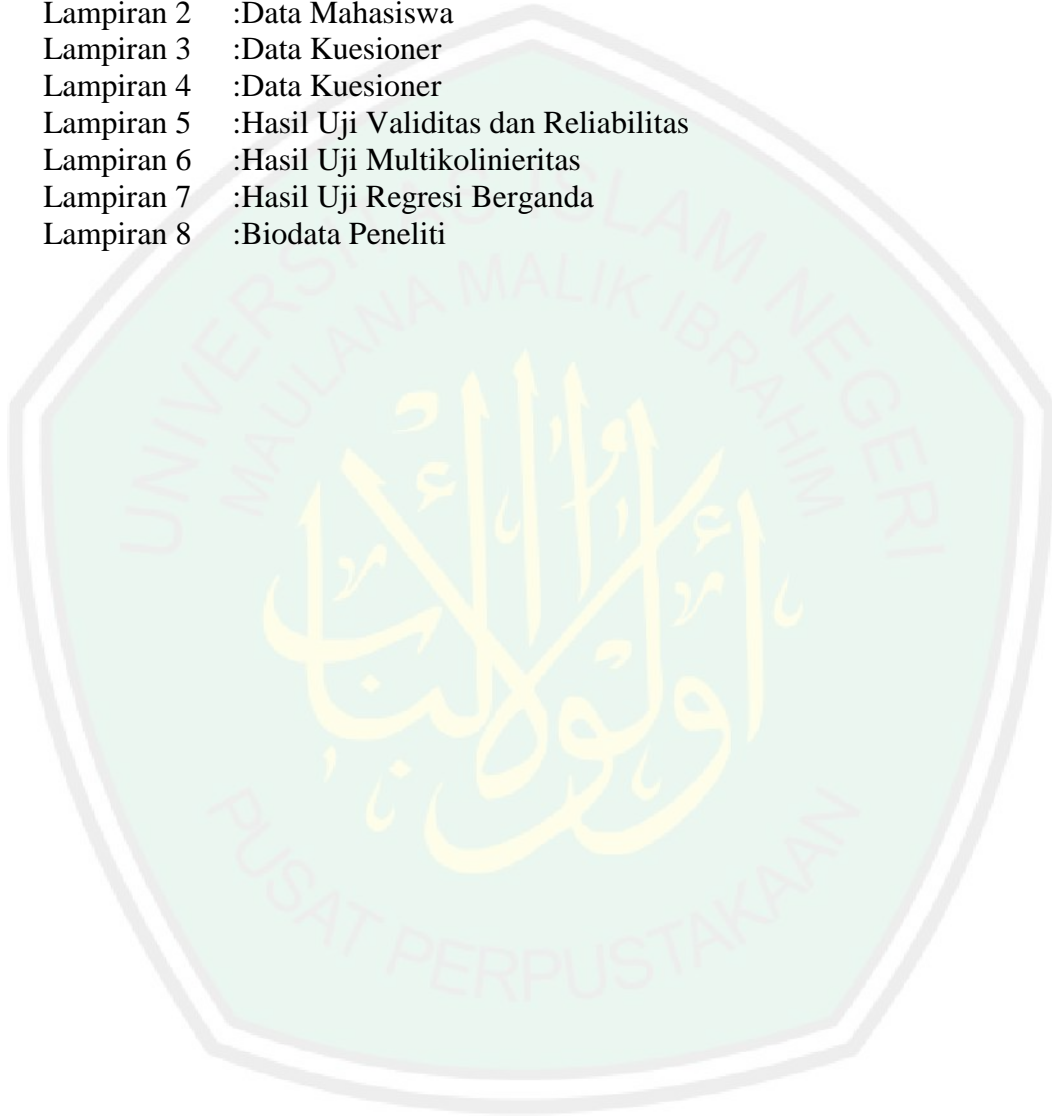 Lampiran 2 :Data Mahasiswa
Lampiran 3 :Data Kuesioner
Lampiran 4 :Data Kuesioner
Lampiran 5 :Hasil Uji Validitas dan Reliabilitas
Lampiran 6 :Hasil Uji Multikolinieritas
Lampiran 7 :Hasil Uji Regresi Berganda
Lampiran 8 :Biodata Peneliti
UNIVERSITAS ISLAM NEGERI
MAULANA MALIK IBRAHIM
أولوا الألباب
PUSAT PERPUSTAKAAN